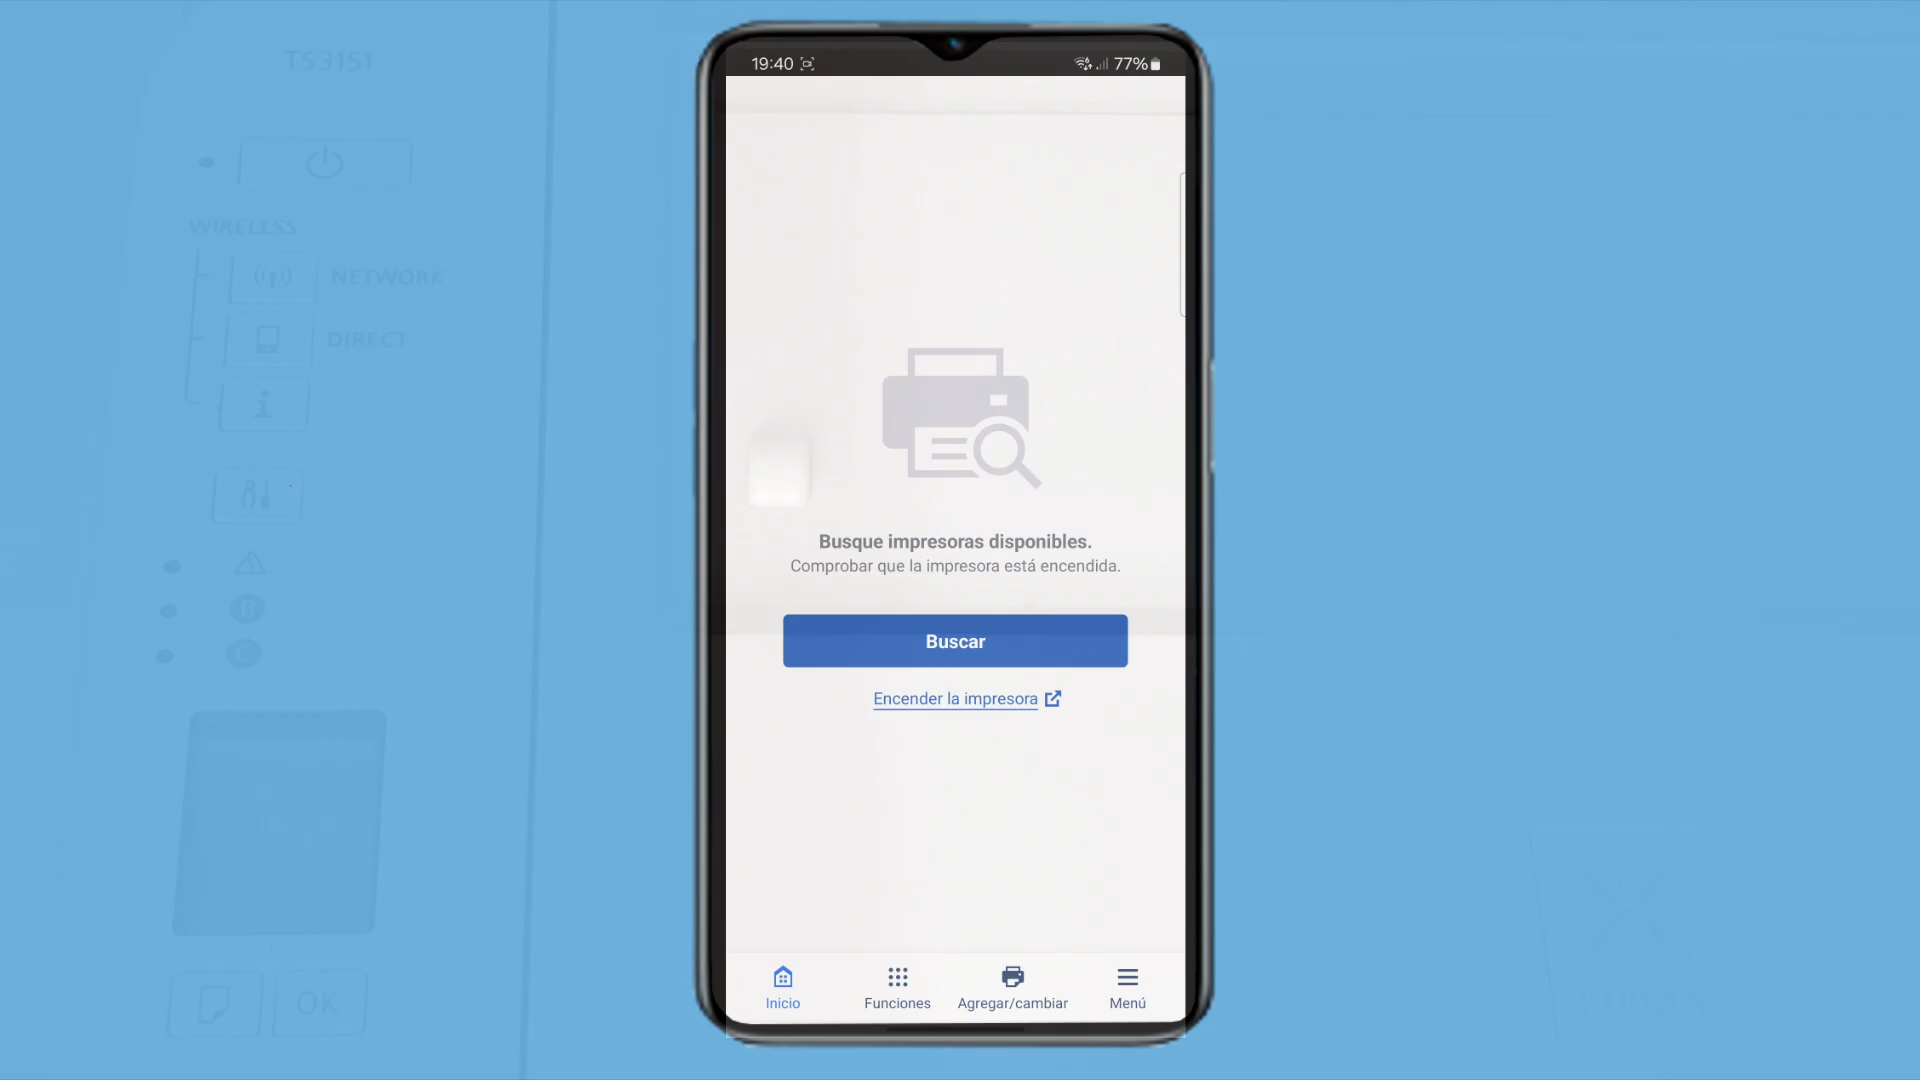 TS3151
WIRELESS
NETWORK
DIRECT
OK
19:40
77%
Busque impresoras disponibles.
Comprobar que la impresora está encendida.
Buscar
Encender la impresora
Inicio
Funciones
Agregar/cambiar
Menú